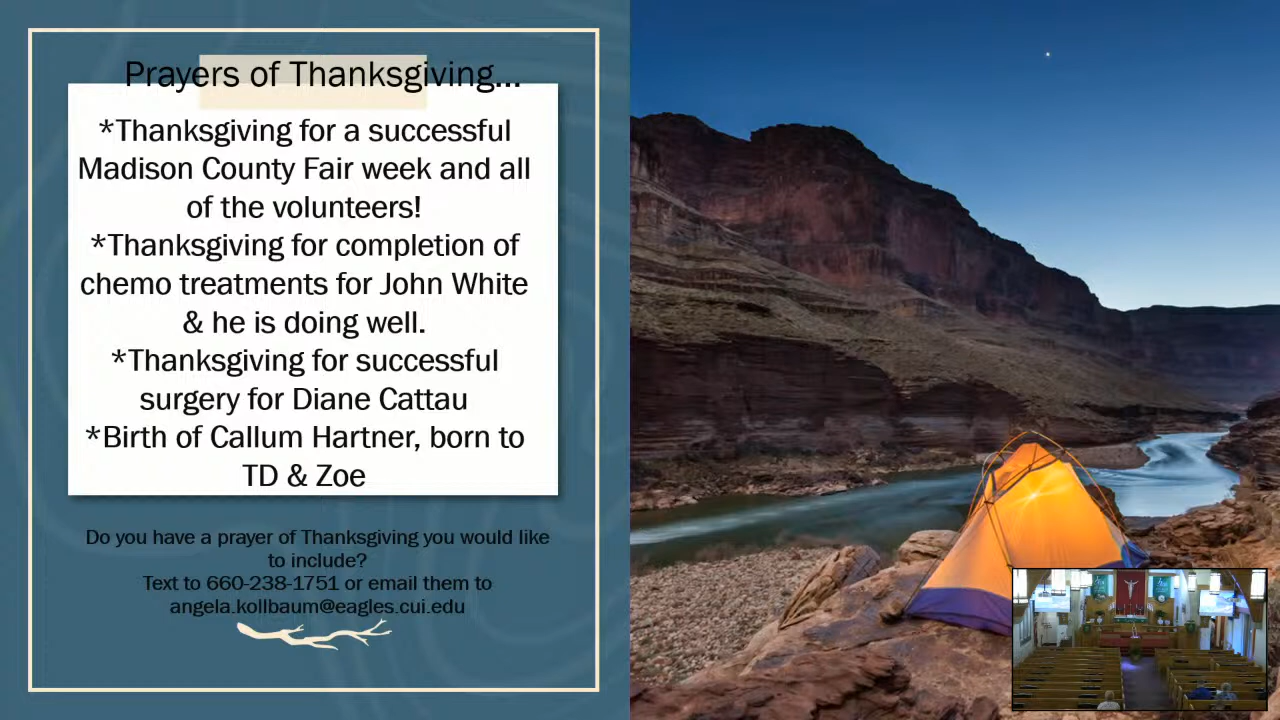 Prayers of Thanksgiving...
*Thanksgiving for a successful
Madison County Fair week and all
of the volunteers!
*Thanksgiving for completion of
chemo treatments for John White
& he is doing well.
*Thanksgiving for successful
surgery for Diane Cattau
*Birth of Callum Hartner, born to
TD & Zoe
Do you have a prayer of Thanksgiving you would like
to include?
Text to 660-238-1751 or email them to
angela.kollbaum@eagles.cui.edu